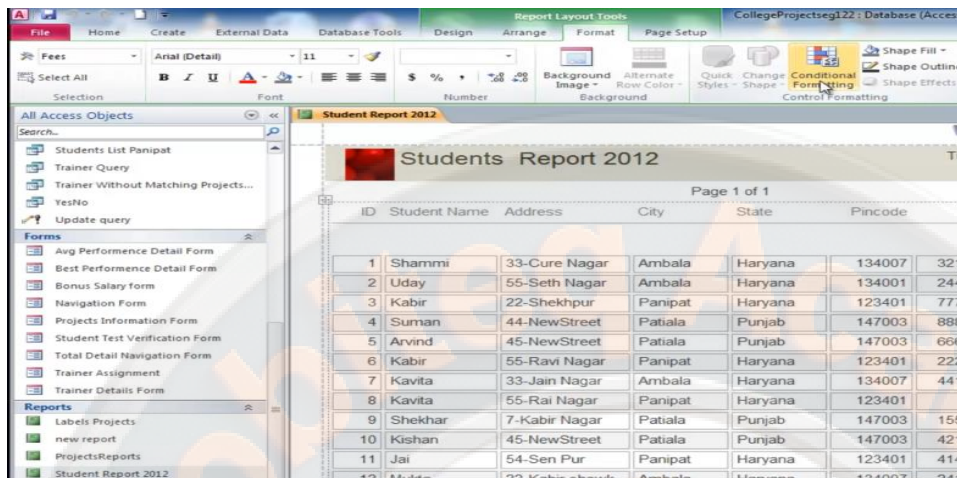 A Report Layout Tools CollegeProjectseg122 : Database (Acces
File Home Create External Data Database Tools Design Arrange Format Page Setup
Fees Arial (Detail) 11 Shape Fill
Select All B I U A $ % , Background Image Alternate Row Color Quick Styles Change Shape Conditional Formatting Shape Outlin
Shape Effects
Selection Font Number Background Control Formatting
All Access Objects Student Report 2012
Search...
Students List Panipat
Trainer Query
Trainer Without Matching Projects...
YesNo
Update query
Forms
Avg Performence Detail Form
Best Performence Detail Form
Bonus Salary form
Navigation Form
Projects Information Form
Student Test Verification Form
Total Detail Navigation Form
Trainer Assignment
Trainer Details Form
Reports
Labels Projects
new report
ProjectsReports
Student Report 2012
Students Report 2012
Page 1 of 1
ID Student Name Address City State Pincode
1 Shammi 33-Cure Nagar Ambala Haryana 134007 32
2 Uday 55-Seth Nagar Ambala Haryana 134001 244
3 Kabir 22-Shekhpur Panipat Haryana 123401 777
4 Suman 44-NewStreet Patiala Punjab 147003 888
5 Arvind 45-NewStreet Patiala Punjab 147003 666
6 Kabir 55-Ravi Nagar Panipat Haryana 123401 222
7 Kavita 33-Jain Nagar Ambala Haryana 134007 44
8 Kavita 55-Rai Nagar Panipat Haryana 123401
9 Shekhar 7-Kabir Nagar Patiala Punjab 147003 155
10 Kishan 45-NewStreet Patiala Punjab 147003 42
11 Jai 54-Sen Pur Panipat Haryana 123401 414